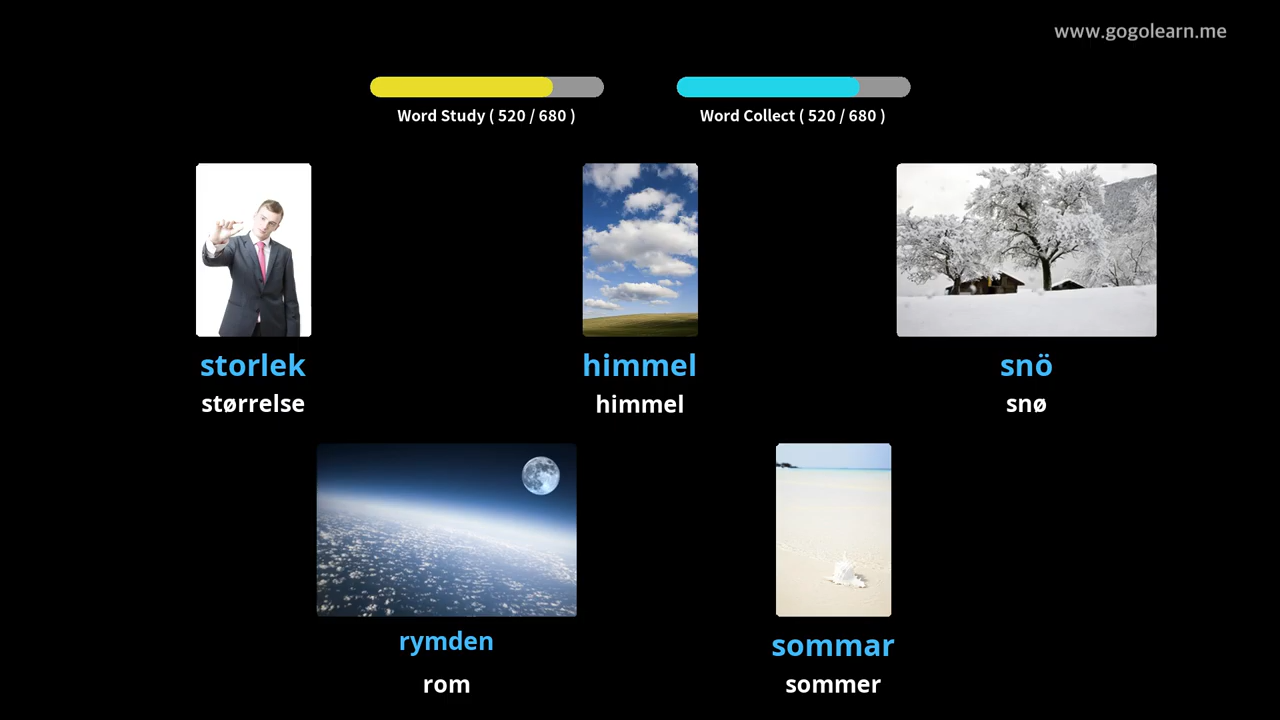 www.gogolearn.me
Word Study ( 520 / 680 )
Word Collect ( 520 / 680 )
storlek
størrelse
himmel
himmel
snö
snø
rymden
rom
sommar
sommer